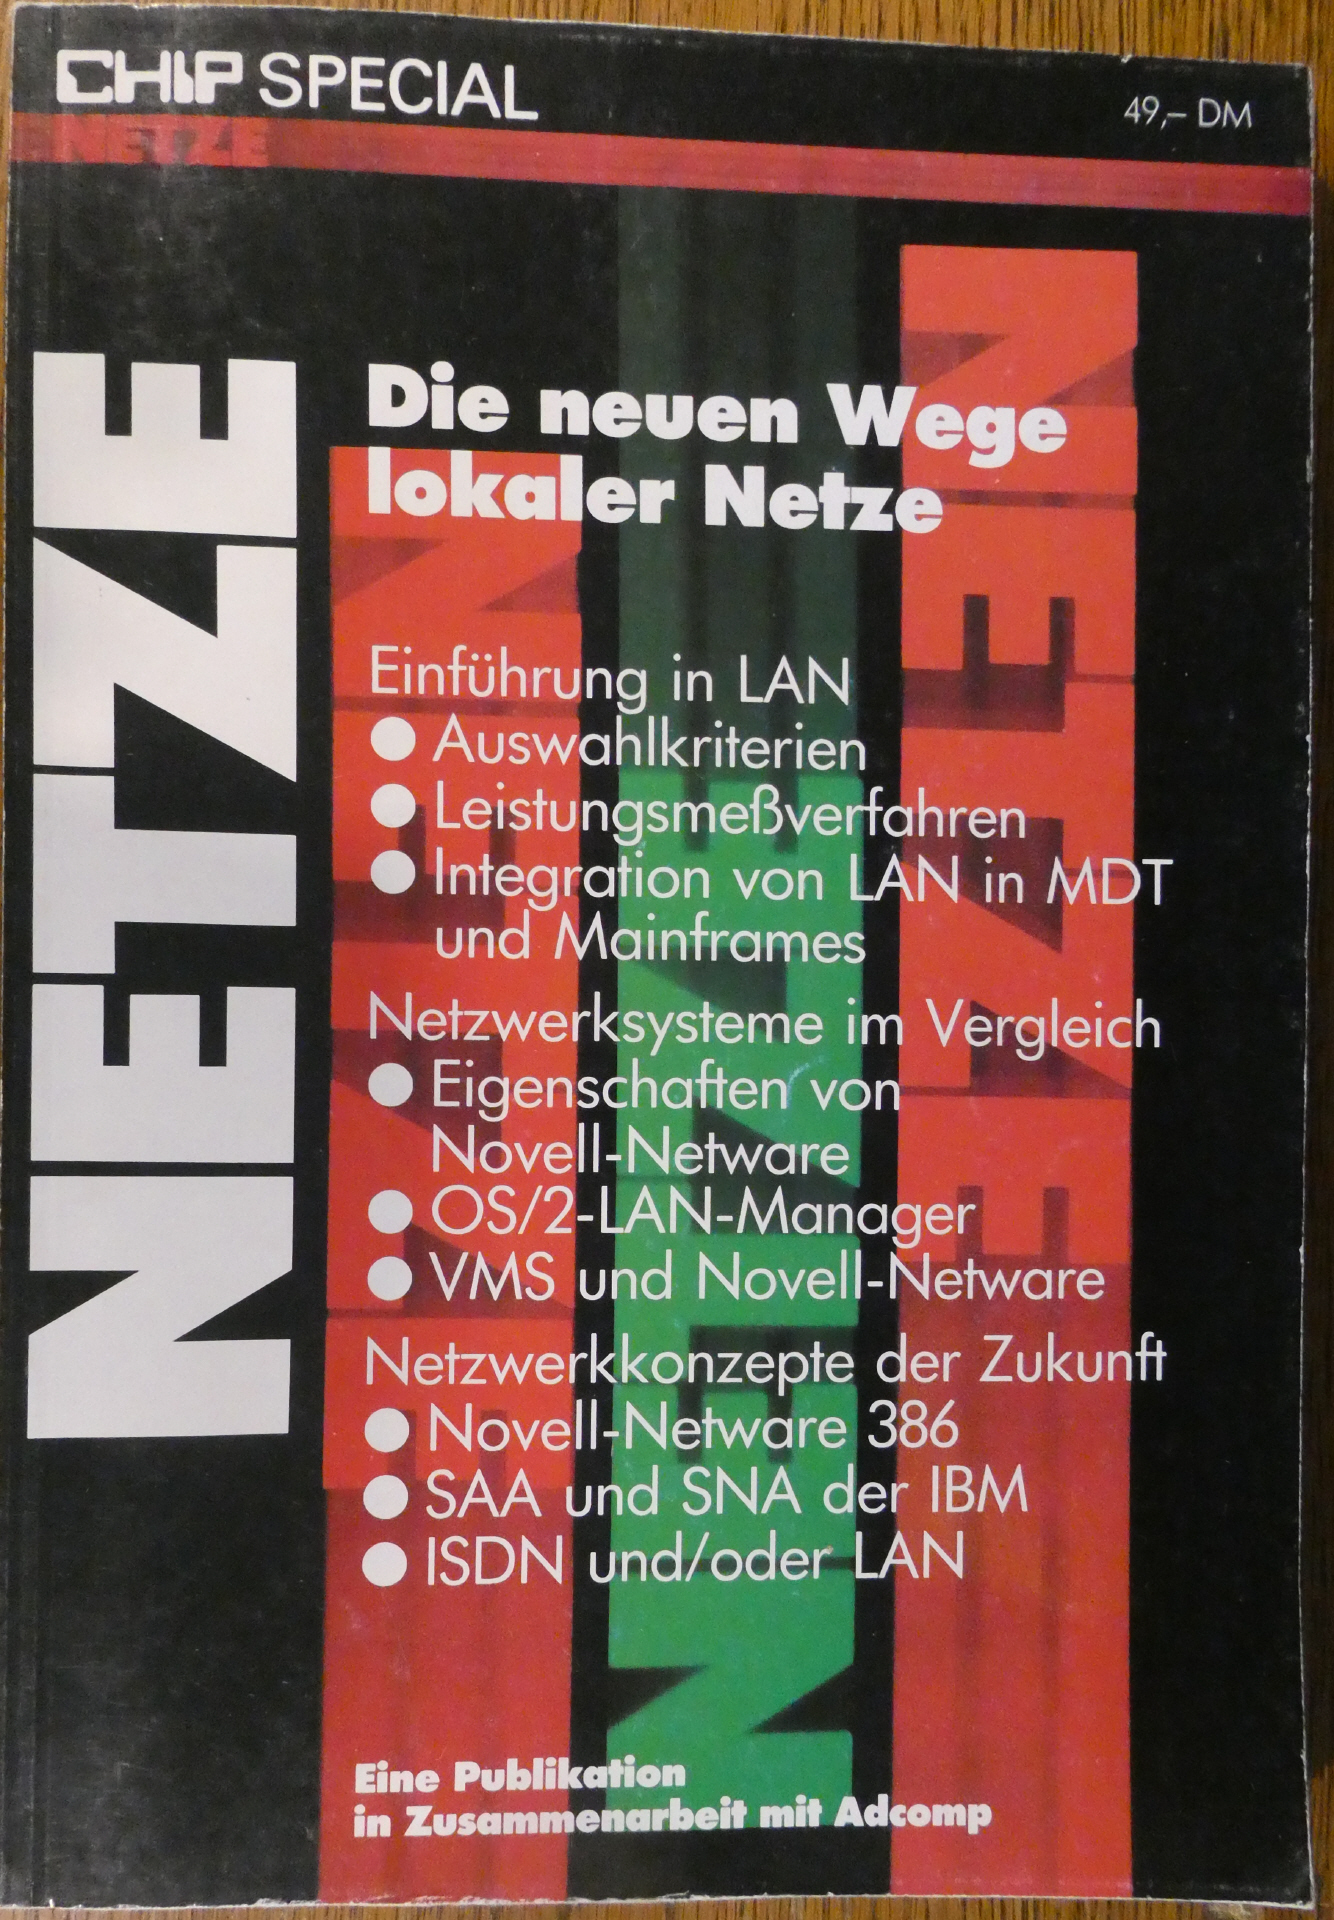 CHIP SPECIAL
49,– DM
NETZE
NETZE
Die neuen Wege
lokaler Netze
Einführung in LAN
● Auswahlkriterien
● Leistungsmeßverfahren
● Integration von LAN in MDT
und Mainframes
Netzwerksysteme im Vergleich
● Eigenschaften von
Novell-Netware
● OS/2-LAN-Manager
● VMS und Novell-Netware
Netzwerkkonzepte der Zukunft
● Novell-Netware 386
● SAA und SNA der IBM
● ISDN und/oder LAN
Eine Publikation
in Zusammenarbeit mit Adcomp
NETZE
NETZE
NETZE